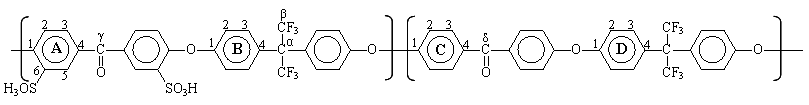 β
2 3 γ 2 3 CF₃ 2 3 δ 2 3 CF₃
1 A 4 C O 1 B 4 C α O 1 C 4 C O 1 D 4 C O
6 5 O CF₃ O CF₃
H₃OS SO₃H